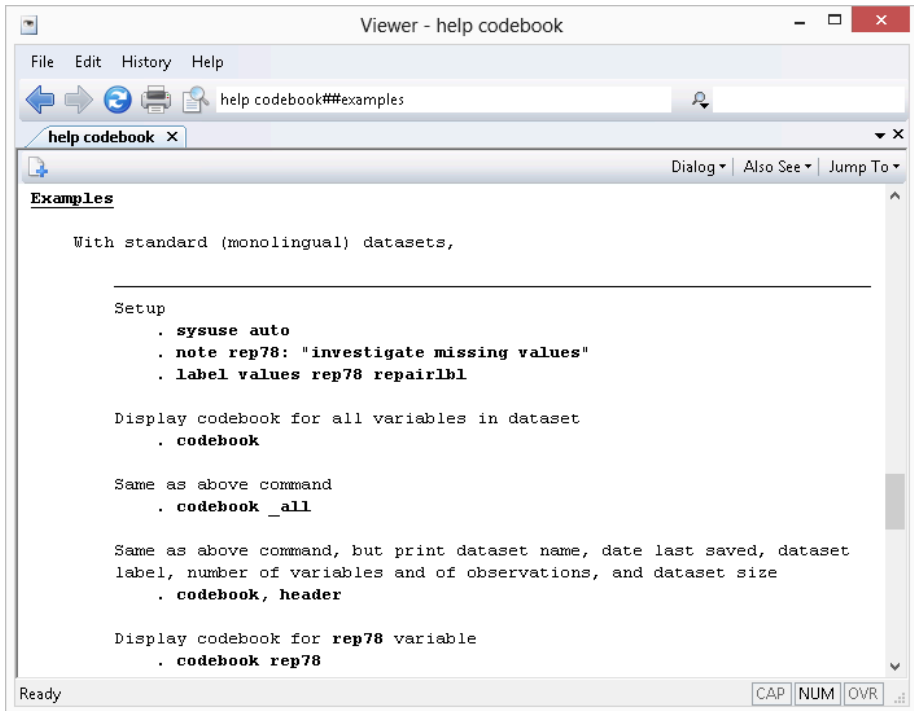 Viewer - help codebook
File Edit History Help
help codebook##examples
help codebook
Dialog Also See Jump To
Examples
With standard (monolingual) datasets,
Setup
. sysuse auto
. note rep78: "investigate missing values"
. label values rep78 repairlbl
Display codebook for all variables in dataset
. codebook
Same as above command
. codebook _all
Same as above command, but print dataset name, date last saved, dataset
label, number of variables and of observations, and dataset size
. codebook, header
Display codebook for rep78 variable
. codebook rep78
Ready CAP NUM OVR